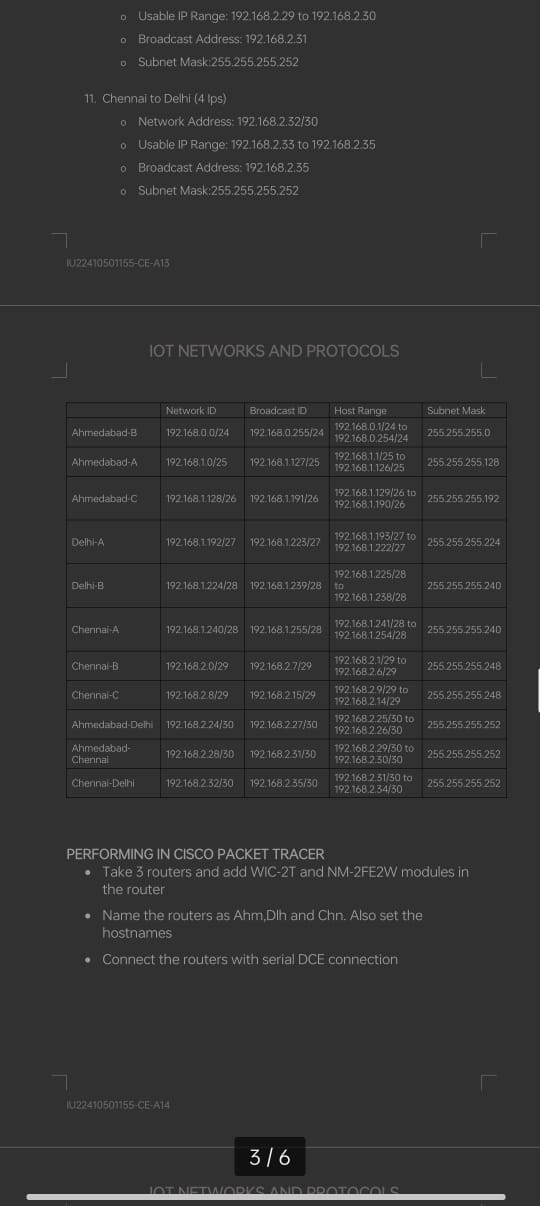 o Usable IP Range: 192.168.2.29 to 192.168.2.30
o Broadcast Address: 192.168.2.31
o Subnet Mask:255.255.255.252
11. Chennai to Delhi (4 Ips)
o Network Address: 192.168.2.32/30
o Usable IP Range: 192.168.2.33 to 192.168.2.35
o Broadcast Address: 192.168.2.35
o Subnet Mask:255.255.255.252
IU22410501155-CE-A13
IOT NETWORKS AND PROTOCOLS
Network ID Broadcast ID Host Range Subnet Mask
Ahmedabad-B 192.168.0.0/24 192.168.0.255/24 192.168.0.1/24 to 192.168.0.254/24 255.255.255.0
Ahmedabad-A 192.168.1.0/25 192.168.1.127/25 192.168.1.1/25 to 192.168.1.126/25 255.255.255.128
Ahmedabad-C 192.168.1.128/26 192.168.1.191/26 192.168.1.129/26 to 192.168.1.190/26 255.255.255.192
Delhi-A 192.168.1.192/27 192.168.1.223/27 192.168.1.193/27 to 192.168.1.222/27 255.255.255.224
Delhi-B 192.168.1.224/28 192.168.1.239/28 192.168.1.225/28 to 192.168.1.238/28 255.255.255.240
Chennai-A 192.168.1.240/28 192.168.1.255/28 192.168.1.241/28 to 192.168.1.254/28 255.255.255.240
Chennai-B 192.168.2.0/29 192.168.2.7/29 192.168.2.1/29 to 192.168.2.6/29 255.255.255.248
Chennai-C 192.168.2.8/29 192.168.2.15/29 192.168.2.9/29 to 192.168.2.14/29 255.255.255.248
Ahmedabad-Delhi 192.168.2.24/30 192.168.2.27/30 192.168.2.25/30 to 192.168.2.26/30 255.255.255.252
Ahmedabad-Chennai 192.168.2.28/30 192.168.2.31/30 192.168.2.29/30 to 192.168.2.30/30 255.255.255.252
Chennai-Delhi 192.168.2.32/30 192.168.2.35/30 192.168.2.31/30 to 192.168.2.34/30 255.255.255.252
PERFORMING IN CISCO PACKET TRACER
• Take 3 routers and add WIC-2T and NM-2FE2W modules in
the router
• Name the routers as Ahm,Dlh and Chn. Also set the
hostnames
• Connect the routers with serial DCE connection
IU22410501155-CE-A14
3 / 6
IOT NETWORKS AND PROTOCOLS